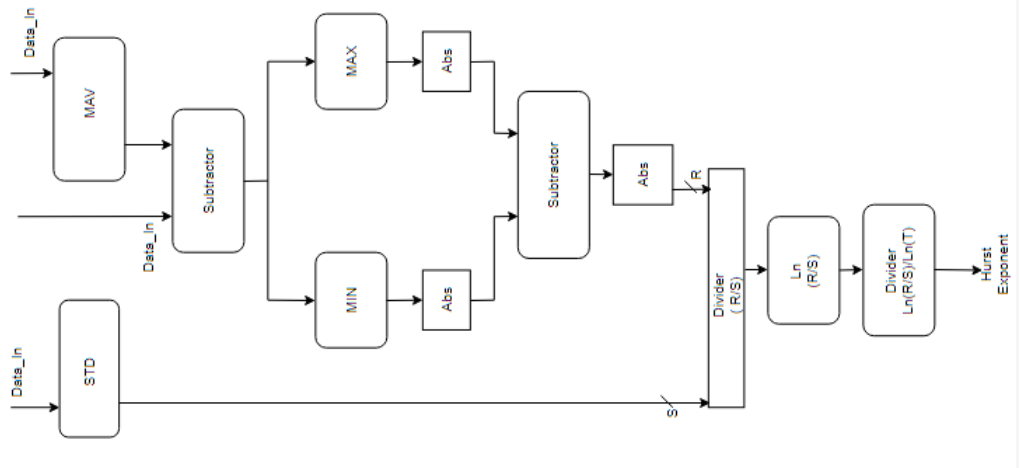 Data_In
MAV
Data_In
Subtractor
MAX
Abs
MIN
Abs
Subtractor
Abs
R
Data_In
STD
S
Divider
( R/S)
Ln
(R/S)
Divider
Ln(R/S)/Ln(T)
Hurst
Exponent